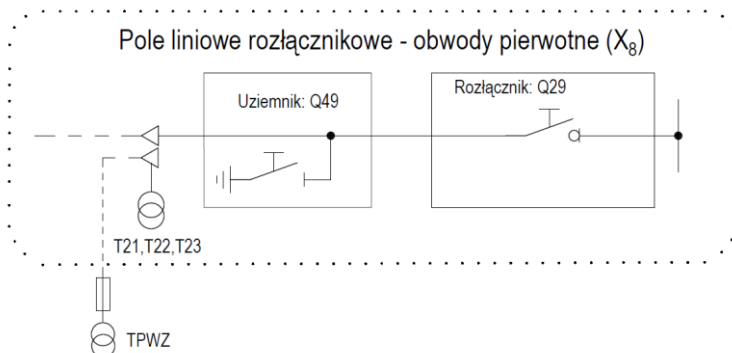 Pole liniowe rozłącznikowe - obwody pierwotne (X₈)
Uziemnik: Q49
Rozłącznik: Q29
T21,T22,T23
TPWZ